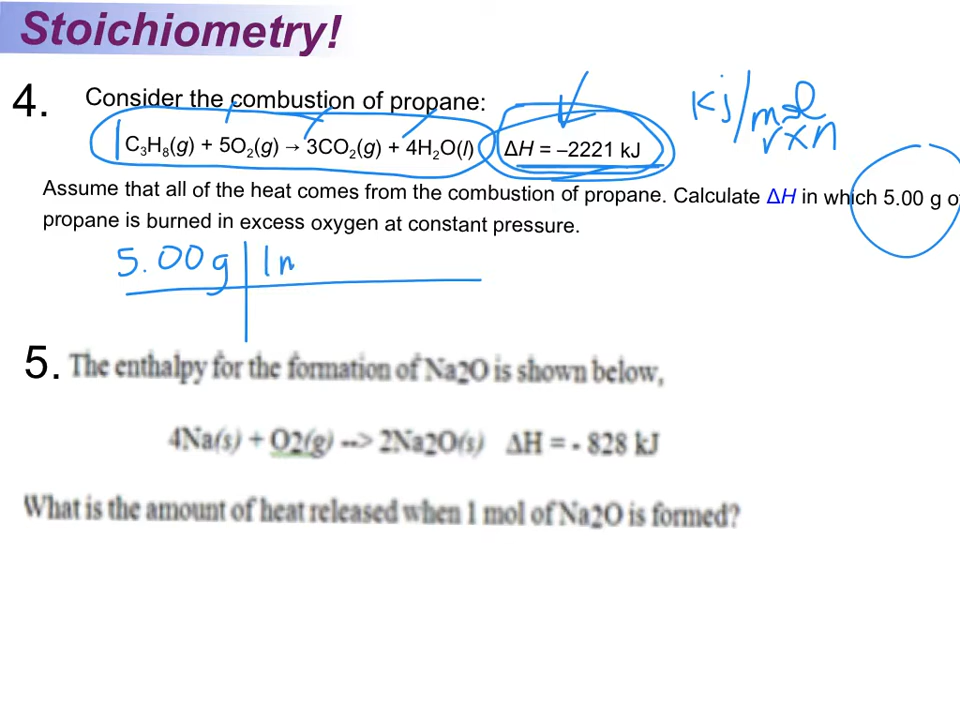 Stoichiometry!
4. Consider the combustion of propane:
kJ/mol rxn
C₃H₈(g) + 5O₂(g) → 3CO₂(g) + 4H₂O(l) ΔH = –2221 kJ
Assume that all of the heat comes from the combustion of propane. Calculate ΔH in which 5.00 g o
propane is burned in excess oxygen at constant pressure.
5.00g | 1 m
5. The enthalpy for the formation of Na2O is shown below,
4Na(s) + O2(g) --> 2Na2O(s) ΔH = - 828 kJ
What is the amount of heat released when 1 mol of Na2O is formed?